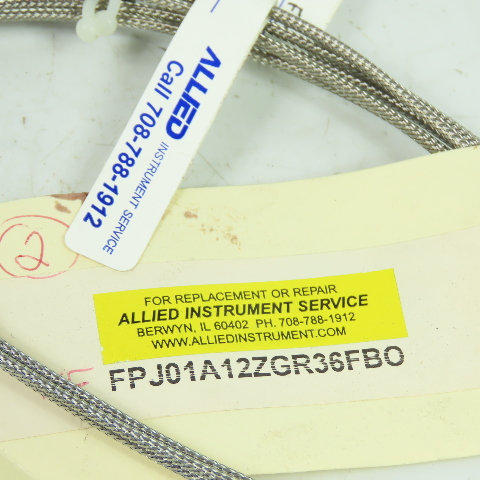 ALLIED
INSTRUMENT SERVICE
Call 708-788-1912
2
FOR REPLACEMENT OR REPAIR
ALLIED INSTRUMENT SERVICE
BERWYN, IL 60402 PH. 708-788-1912
WWW.ALLIEDINSTRUMENT.COM
FPJ01A12ZGR36FBO